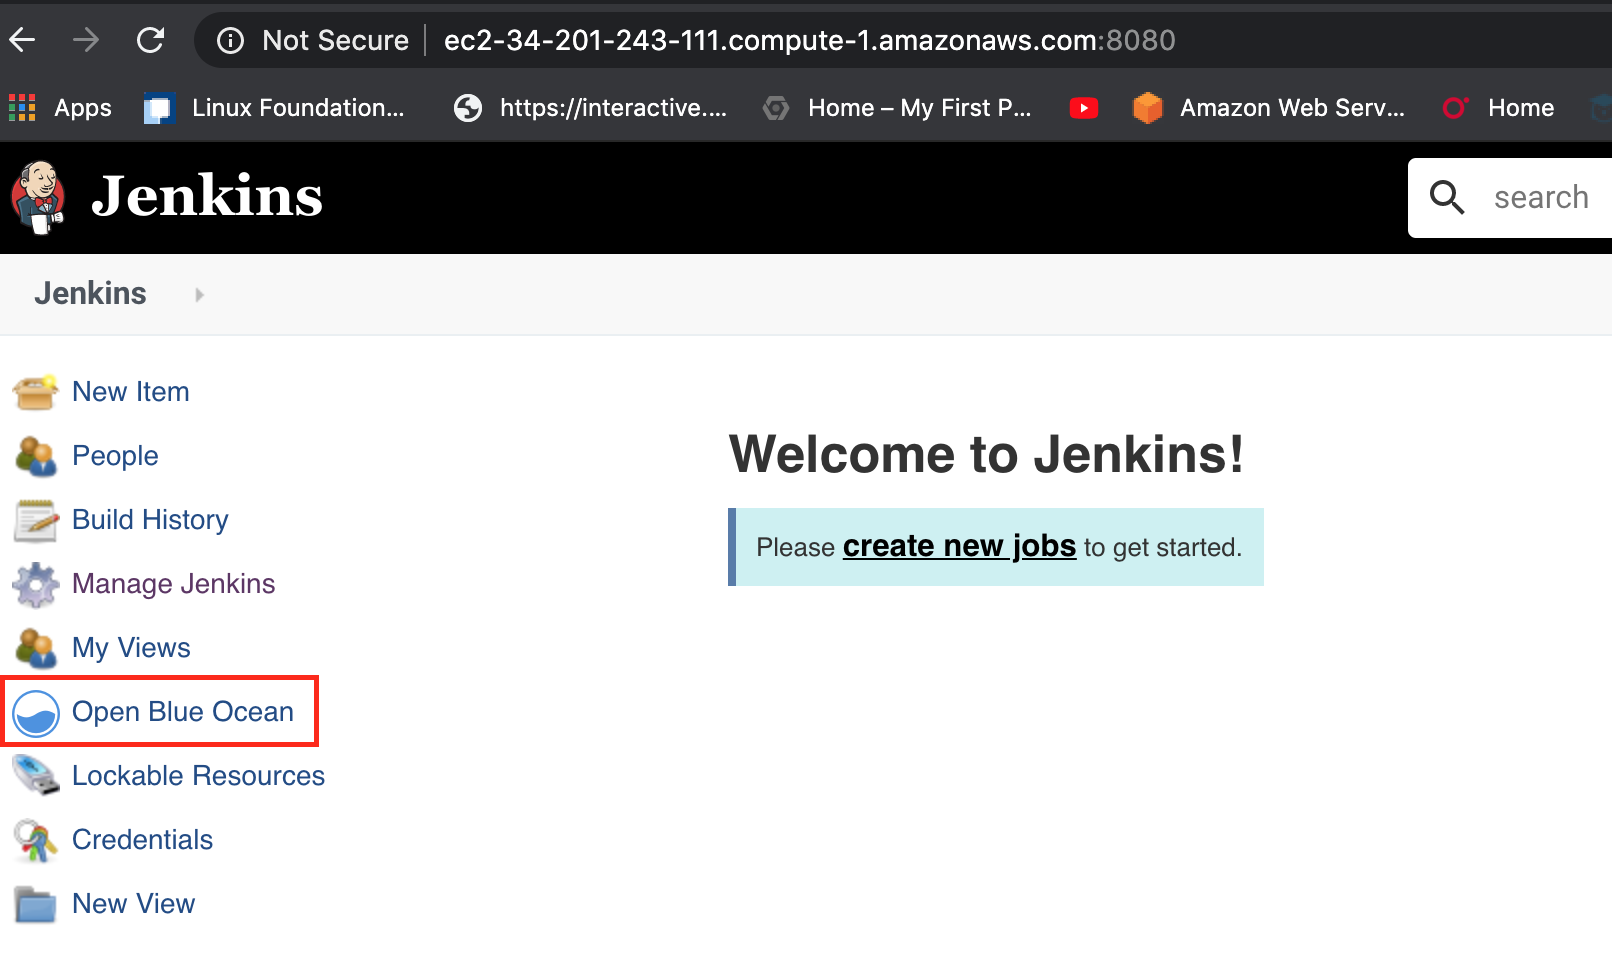 Not Secure ec2-34-201-243-111.compute-1.amazonaws.com:8080
Apps Linux Foundation... https://interactive.... Home – My First P... Amazon Web Serv... Home
Jenkins
search
Jenkins
New Item
People
Build History
Manage Jenkins
My Views
Open Blue Ocean
Lockable Resources
Credentials
New View
Welcome to Jenkins!
Please create new jobs to get started.